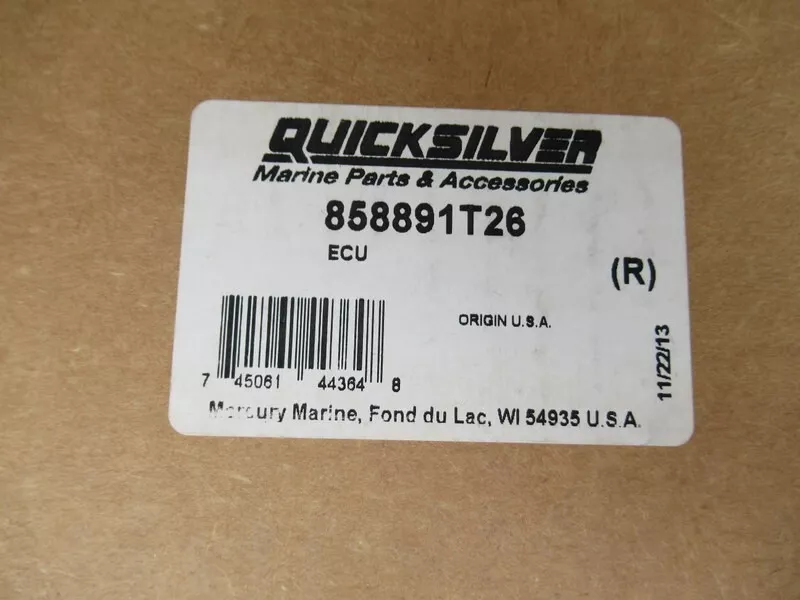 QUICKSILVER
Marine Parts & Accessories
858891T26
ECU
(R)
ORIGIN U.S.A.
11/22/13
7 45061 44364 8
Mercury Marine, Fond du Lac, WI 54935 U.S.A.